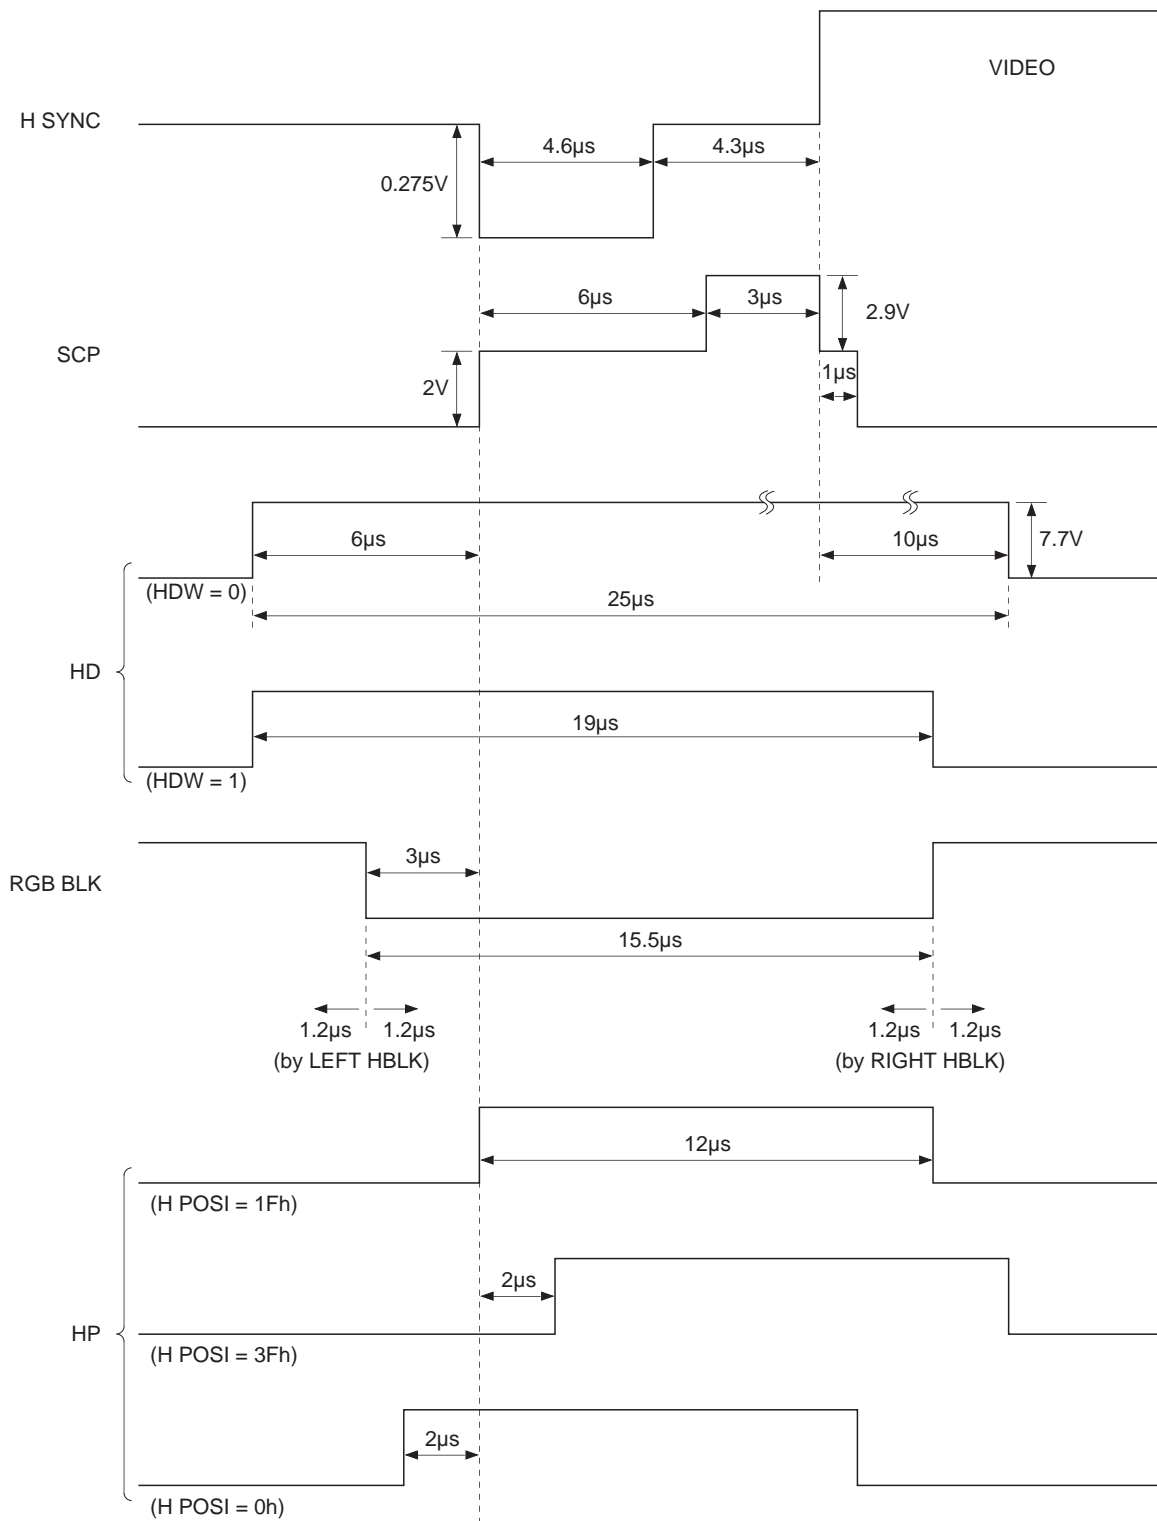 VIDEO
H SYNC
4.6µs
4.3µs
0.275V
6µs
3µs
2.9V
SCP
2V
1µs
6µs
10µs
7.7V
(HDW = 0)
25µs
HD
19µs
(HDW = 1)
3µs
RGB BLK
15.5µs
1.2µs 1.2µs
1.2µs 1.2µs
(by LEFT HBLK)
(by RIGHT HBLK)
12µs
(H POSI = 1Fh)
2µs
HP
(H POSI = 3Fh)
2µs
(H POSI = 0h)